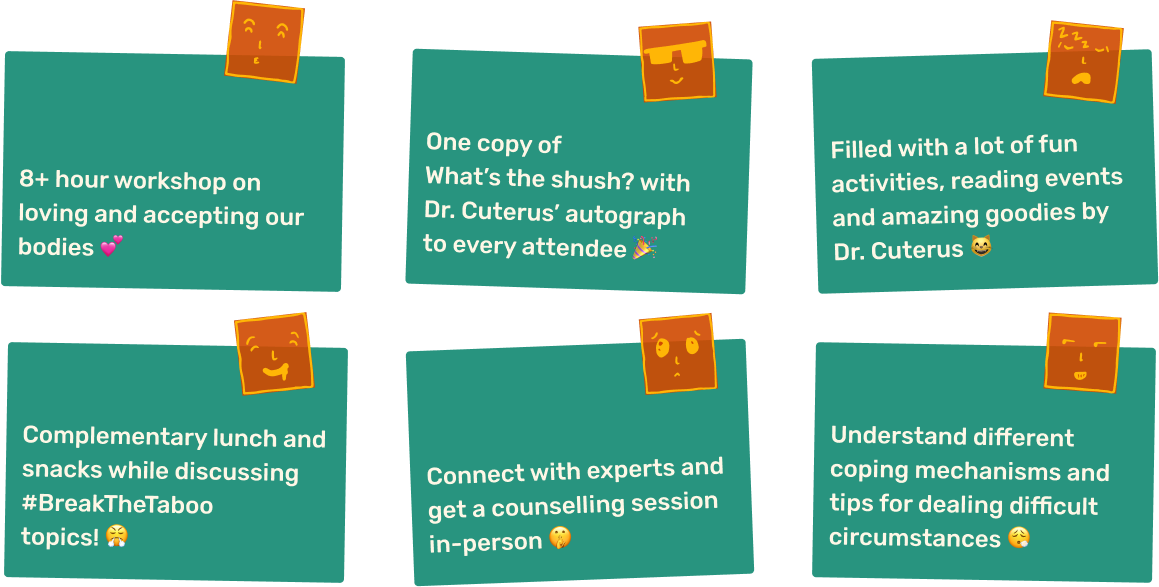 8+ hour workshop on
loving and accepting our
bodies 💕
One copy of
What's the shush? with
Dr. Cuterus' autograph
to every attendee 🎉
Filled with a lot of fun
activities, reading events
and amazing goodies by
Dr. Cuterus 😸
Complementary lunch and
snacks while discussing
#BreakTheTaboo
topics! 😤
Connect with experts and
get a counselling session
in-person 🤫
Understand different
coping mechanisms and
tips for dealing difficult
circumstances 😮‍💨